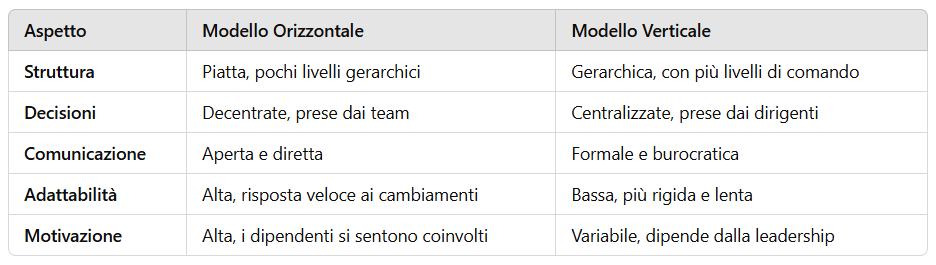 Aspetto Modello Orizzontale Modello Verticale
Struttura Piatta, pochi livelli gerarchici Gerarchica, con più livelli di comando
Decisioni Decentrate, prese dai team Centralizzate, prese dai dirigenti
Comunicazione Aperta e diretta Formale e burocratica
Adattabilità Alta, risposta veloce ai cambiamenti Bassa, più rigida e lenta
Motivazione Alta, i dipendenti si sentono coinvolti Variabile, dipende dalla leadership